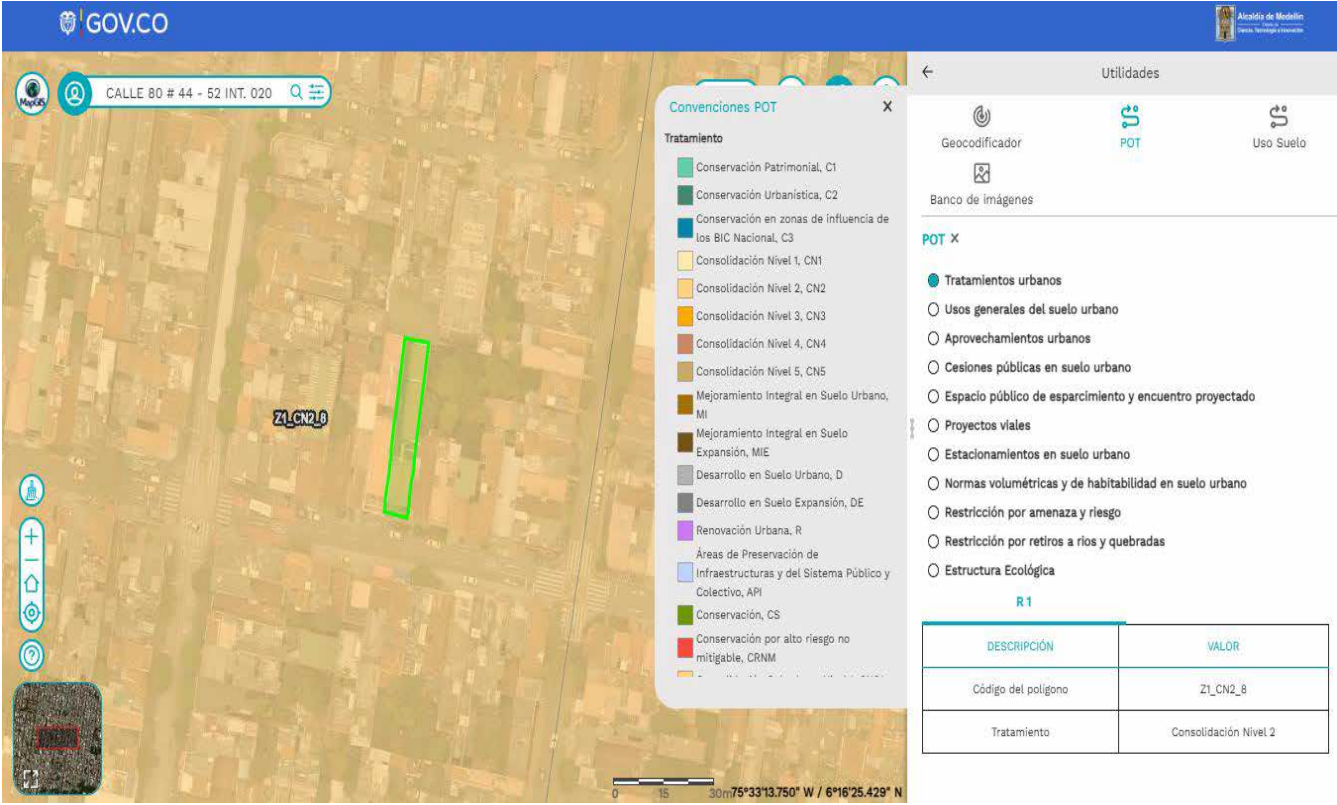 GOV.CO
Alcaldía de Medellín
Ciencia, Tecnología e Innovación
MapGIS
CALLE 80 # 44 - 52 INT. 020
Z1_CN2_8
Convenciones POT
X
Tratamiento
Conservación Patrimonial, C1
Conservación Urbanística, C2
Conservación en zonas de influencia de
los BIC Nacional, C3
Consolidación Nivel 1, CN1
Consolidación Nivel 2, CN2
Consolidación Nivel 3, CN3
Consolidación Nivel 4, CN4
Consolidación Nivel 5, CN5
Mejoramiento Integral en Suelo Urbano,
MI
Mejoramiento Integral en Suelo
Expansión, MIE
Desarrollo en Suelo Urbano, D
Desarrollo en Suelo Expansión, DE
Renovación Urbana, R
Áreas de Preservación de
Infraestructuras y del Sistema Público y
Colectivo, API
Conservación, CS
Conservación por alto riesgo no
mitigable, CRNM
0 15 30m
75°33'13.750" W / 6°16'25.429" N
Utilidades
Geocodificador
POT
Uso Suelo
Banco de imágenes
POT X
Tratamientos urbanos
Usos generales del suelo urbano
Aprovechamientos urbanos
Cesiones públicas en suelo urbano
Espacio público de esparcimiento y encuentro proyectado
Proyectos viales
Estacionamientos en suelo urbano
Normas volumétricas y de habitabilidad en suelo urbano
Restricción por amenaza y riesgo
Restricción por retiros a rios y quebradas
Estructura Ecológica
R 1
DESCRIPCIÓN VALOR
Código del polígono Z1_CN2_8
Tratamiento Consolidación Nivel 2